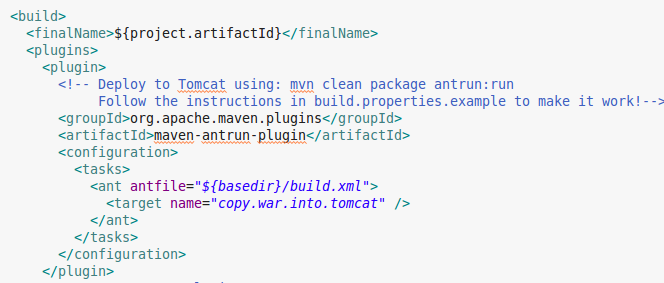 <build>
<finalName>${project.artifactId}</finalName>
<plugins>
<plugin>
<!-- Deploy to Tomcat using: mvn clean package antrun:run
Follow the instructions in build.properties.example to make it work!-->
<groupId>org.apache.maven.plugins</groupId>
<artifactId>maven-antrun-plugin</artifactId>
<configuration>
<tasks>
<ant antfile="${basedir}/build.xml">
<target name="copy.war.into.tomcat" />
</ant>
</tasks>
</configuration>
</plugin>